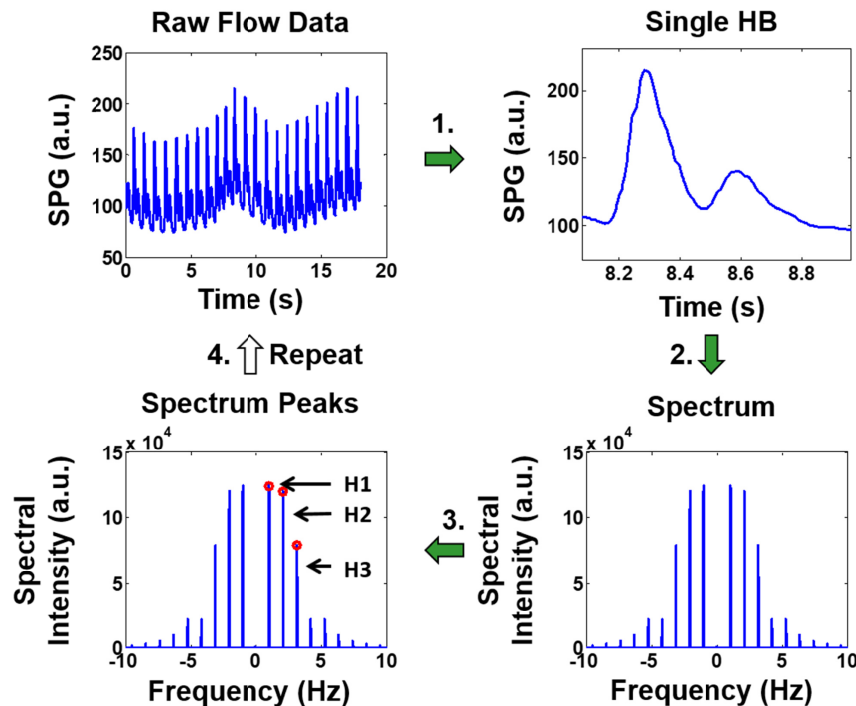 Raw Flow Data
250
200
150
100
50
0 5 10 15 20
SPG (a.u.)
Time (s)
1.
Single HB
200
150
100
8.2 8.4 8.6 8.8
SPG (a.u.)
Time (s)
2.
4. Repeat
Spectrum Peaks
x 10^4
15
10
5
0
-10 -5 0 5 10
Spectral
Intensity (a.u.)
H1
H2
H3
Frequency (Hz)
3.
Spectrum
x 10^4
15
10
5
0
-10 -5 0 5 10
Spectral
Intensity (a.u.)
Frequency (Hz)